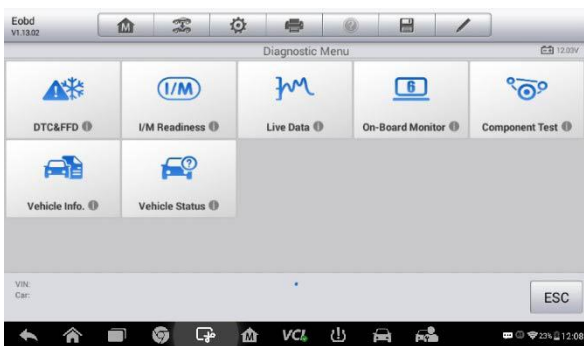 Eobd
V1.13.02
Diagnostic Menu
12.09V
DTC&FFD
I/M
I/M Readiness
Live Data
6
On-Board Monitor
Component Test
Vehicle Info.
Vehicle Status
VIN:
Car:
ESC
VCI
23% 12:08